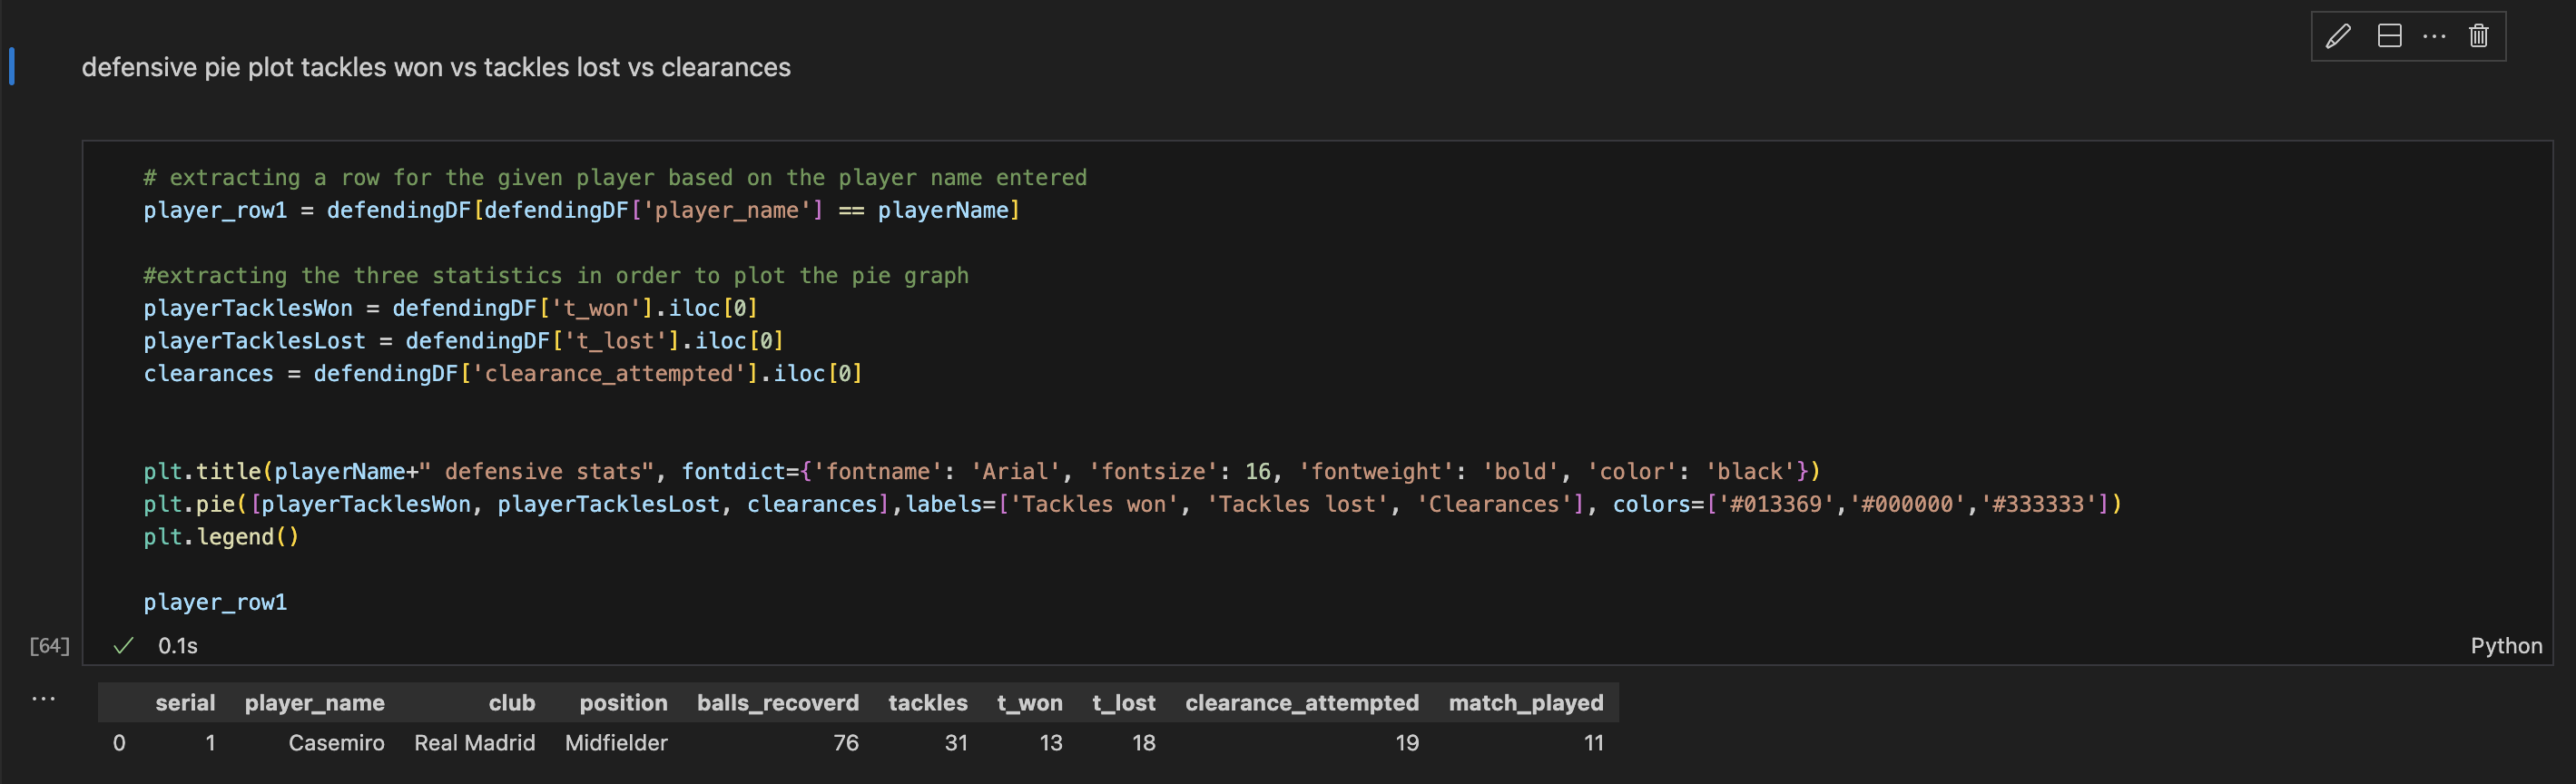 defensive pie plot tackles won vs tackles lost vs clearances
# extracting a row for the given player based on the player name entered
player_row1 = defendingDF[defendingDF['player_name'] == playerName]
#extracting the three statistics in order to plot the pie graph
playerTacklesWon = defendingDF['t_won'].iloc[0]
playerTacklesLost = defendingDF['t_lost'].iloc[0]
clearances = defendingDF['clearance_attempted'].iloc[0]
plt.title(playerName+" defensive stats", fontdict={'fontname': 'Arial', 'fontsize': 16, 'fontweight': 'bold', 'color': 'black'})
plt.pie([playerTacklesWon, playerTacklesLost, clearances],labels=['Tackles won', 'Tackles lost', 'Clearances'], colors=['#013369','#000000','#333333'])
plt.legend()
player_row1
[64] 0.1s Python
serial player_name club position balls_recoverd tackles t_won t_lost clearance_attempted match_played
0 1 Casemiro Real Madrid Midfielder 76 31 13 18 19 11